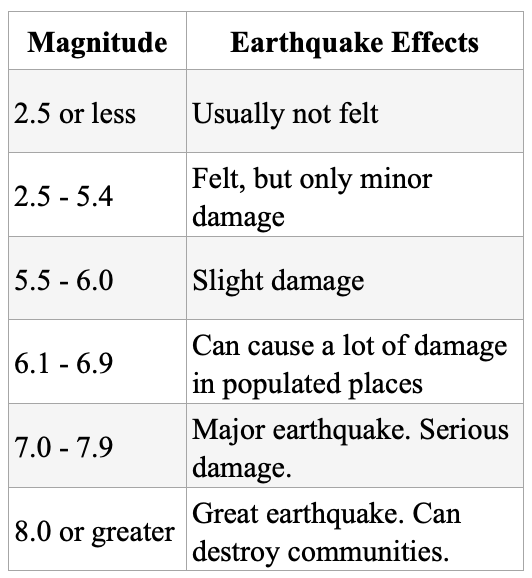 Magnitude Earthquake Effects
2.5 or less Usually not felt
2.5 - 5.4 Felt, but only minor
damage
5.5 - 6.0 Slight damage
6.1 - 6.9 Can cause a lot of damage
in populated places
7.0 - 7.9 Major earthquake. Serious
damage.
8.0 or greater Great earthquake. Can
destroy communities.